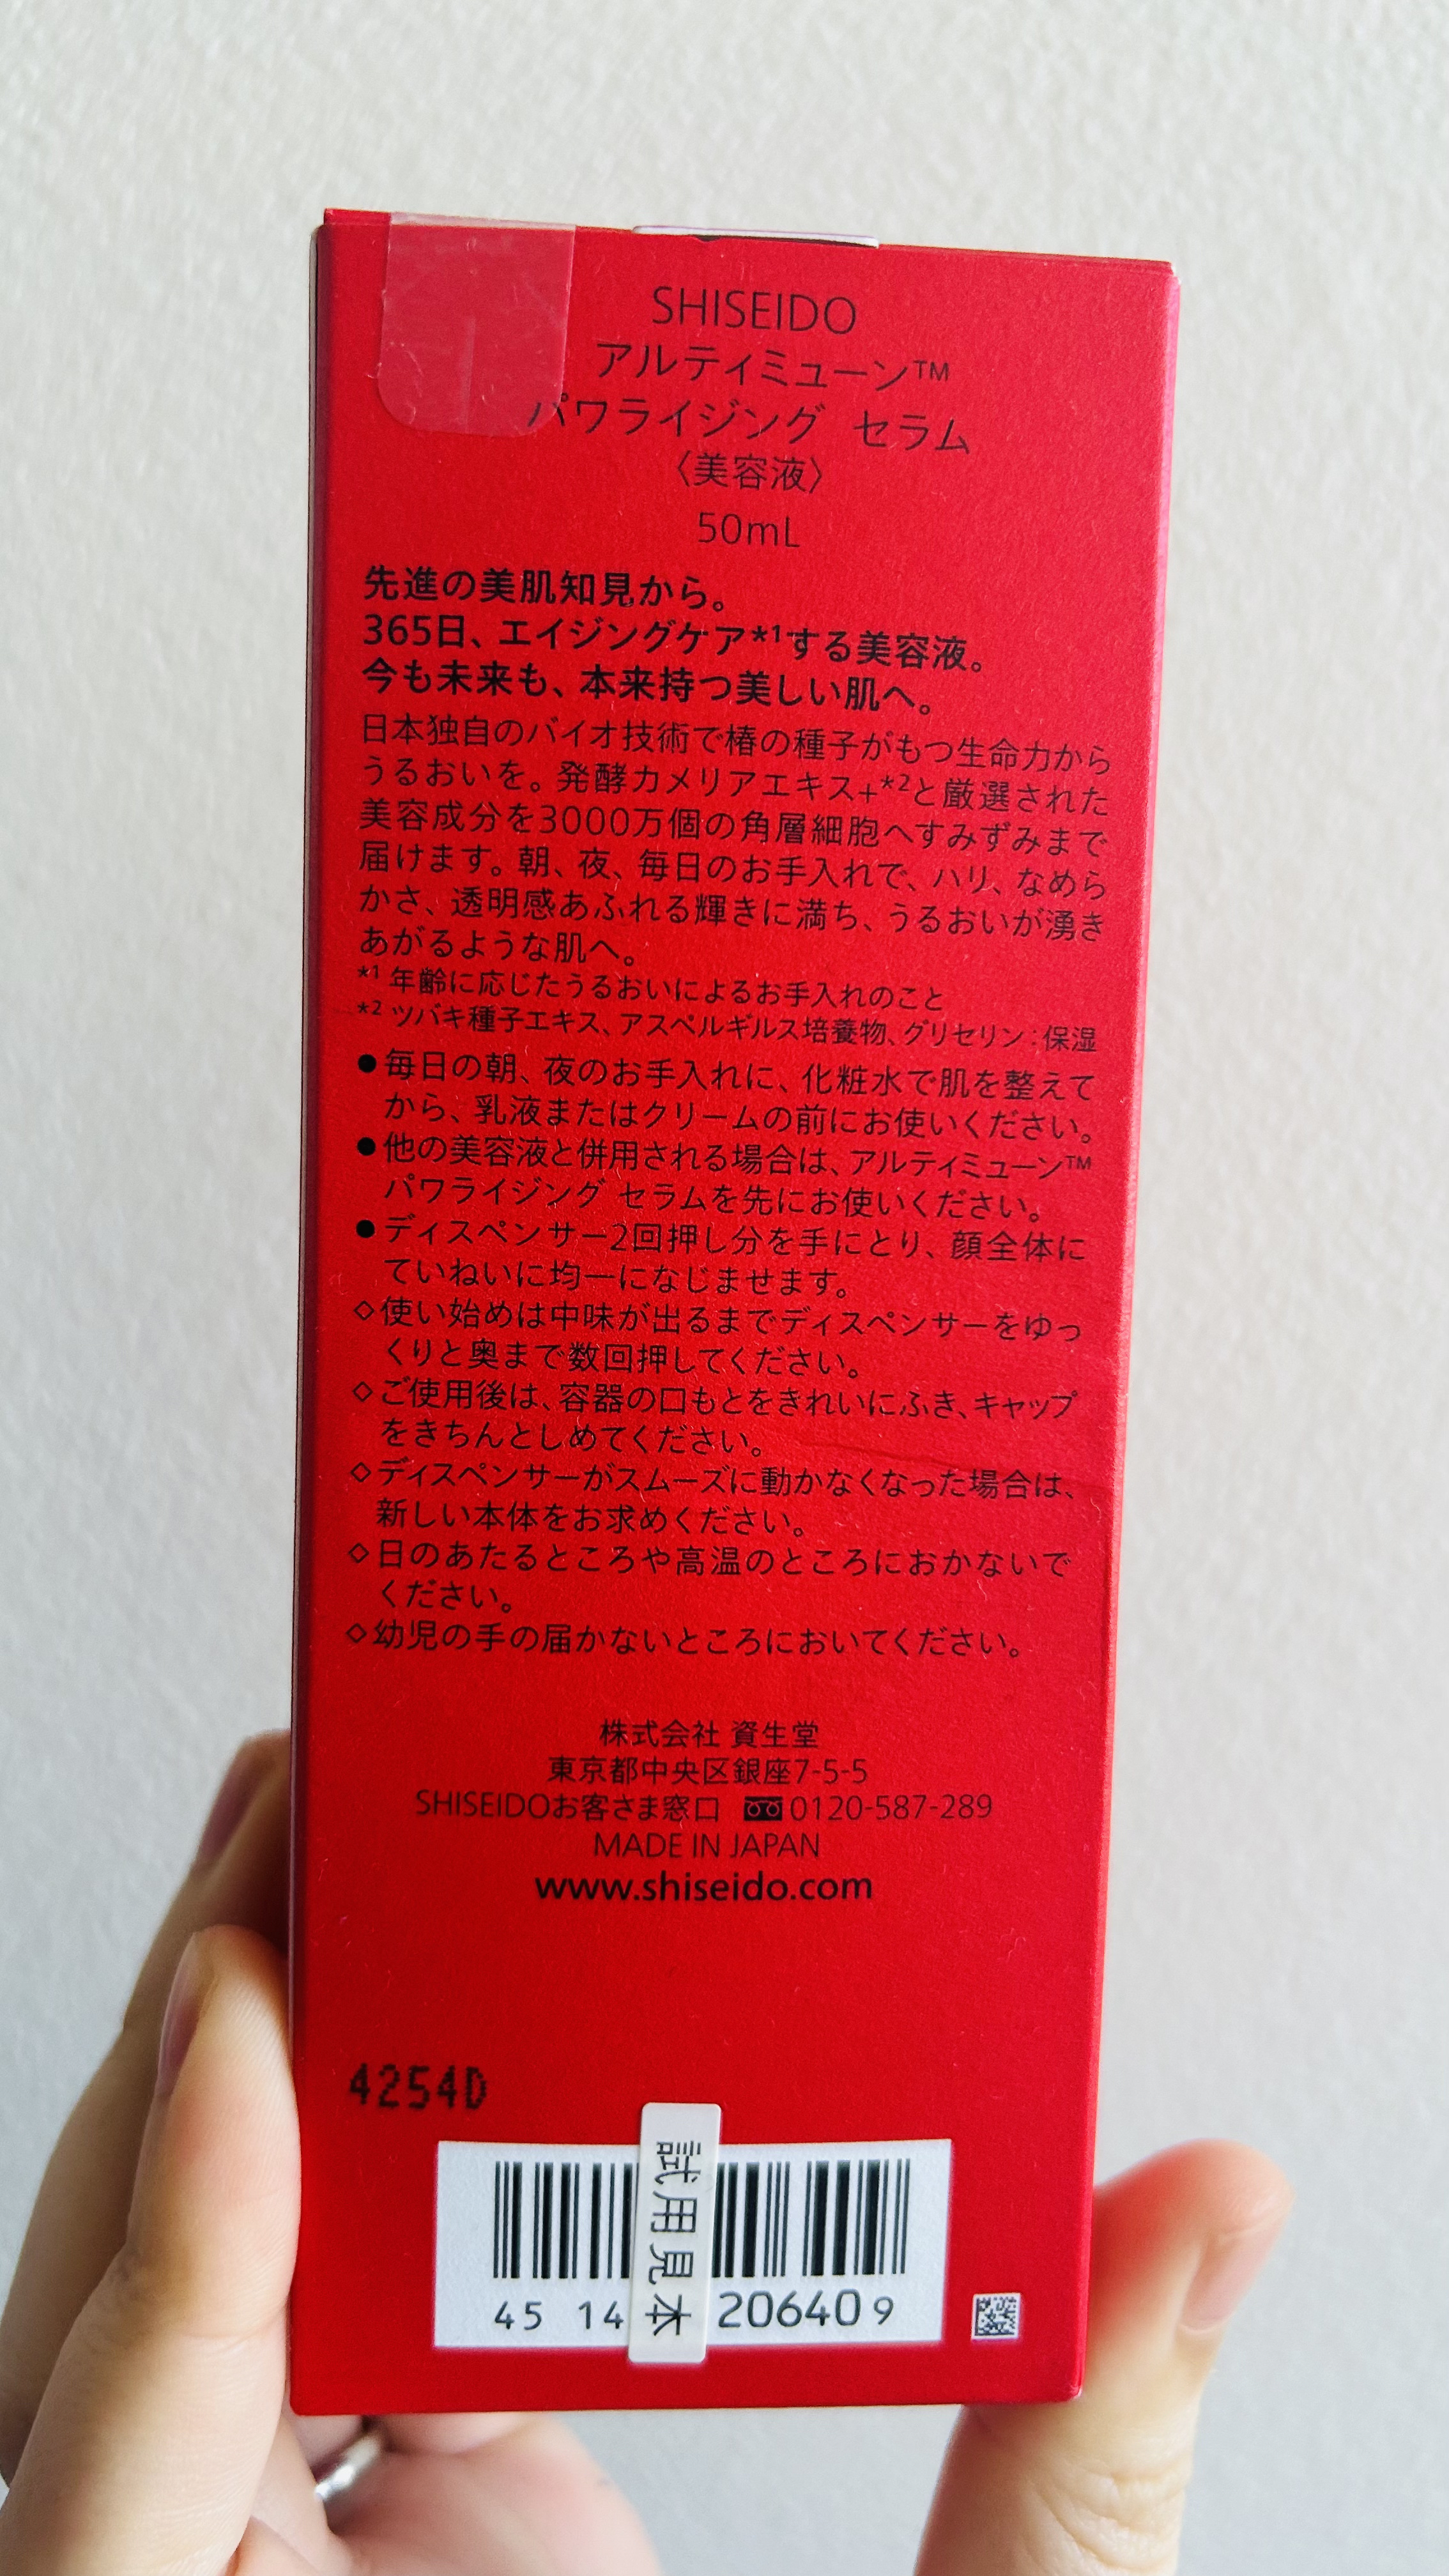 SHISEIDO
アルティミューン™
パワライジング セラム
〈美容液〉
50mL
先進の美肌知見から。
365日、エイジングケア*1する美容液。
今も未来も、本来持つ美しい肌へ。
日本独自のバイオ技術で椿の種子がもつ生命力から
うるおいを。発酵カメリアエキス+*2と厳選された
美容成分を3000万個の角層細胞へすみずみまで
届けます。朝、夜、毎日のお手入れで、ハリ、なめら
かさ、透明感あふれる輝きに満ち、うるおいが湧き
あがるような肌へ。
*1 年齢に応じたうるおいによるお手入れのこと
*2 ツバキ種子エキス、アスペルギルス培養物、グリセリン:保湿
●毎日の朝、夜のお手入れに、化粧水で肌を整えて
から、乳液またはクリームの前にお使いください。
●他の美容液と併用される場合は、アルティミューン™
パワライジング セラムを先にお使いください。
●ディスペンサー2回押し分を手にとり、顔全体に
ていねいに均一になじませます。
◇使い始めは中味が出るまでディスペンサーをゆっ
くりと奥まで数回押してください。
◇ご使用後は、容器の口もとをきれいにふき、キャップ
をきちんとしめてください。
◇ディスペンサーがスムーズに動かなくなった場合は、
新しい本体をお求めください。
◇日のあたるところや高温のところにおかないで
ください。
◇幼児の手の届かないところにおいてください。
株式会社 資生堂
東京都中央区銀座7-5-5
SHISEIDOお客さま窓口 0120-587-289
MADE IN JAPAN
www.shiseido.com
4254D
試用見本
45 14 20640 9